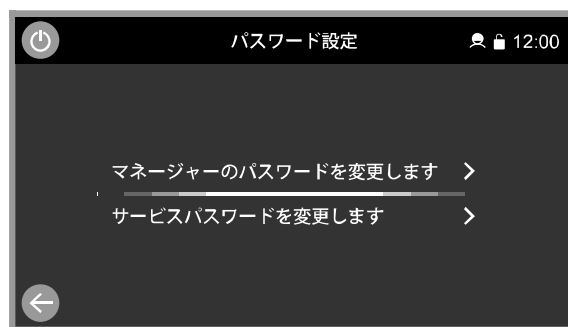 パスワード設定
12:00
マネージャーのパスワードを変更します
サービスパスワードを変更します